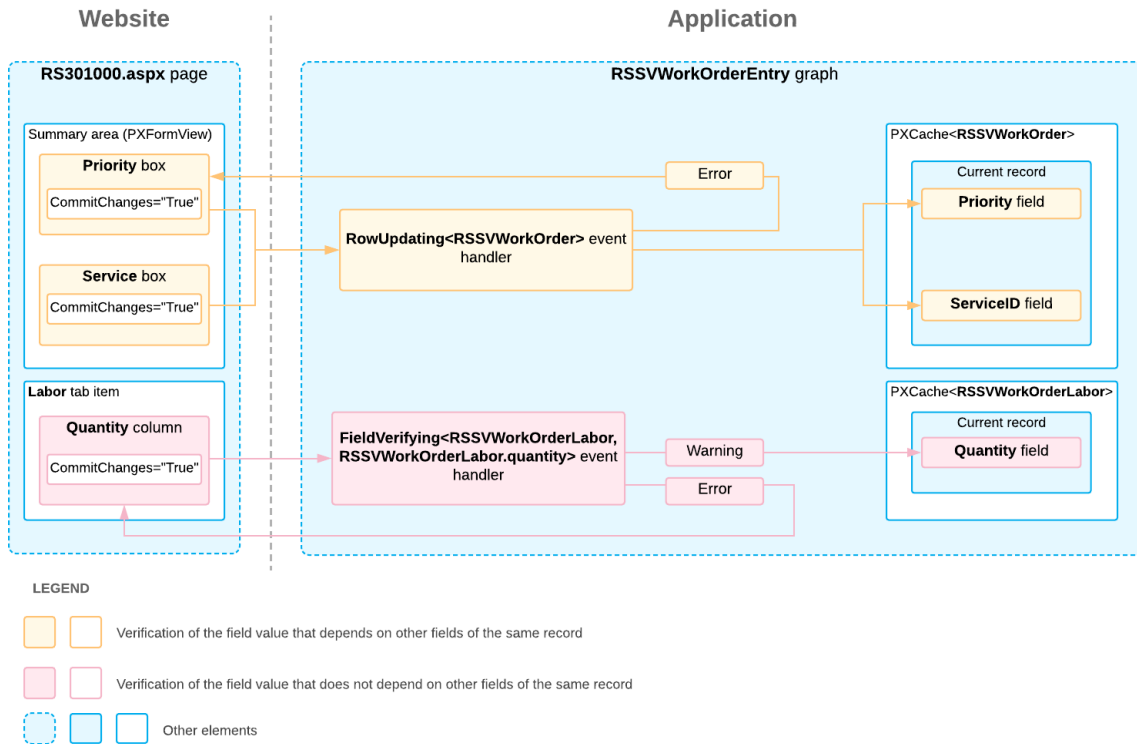 Website
Application
RS301000.aspx page
RSSVWorkOrderEntry graph
Summary area (PXFormView)
Priority box
CommitChanges="True"
Service box
CommitChanges="True"
Error
RowUpdating<RSSVWorkOrder> event
handler
PXCache<RSSVWorkOrder>
Current record
Priority field
ServiceID field
Labor tab item
Quantity column
CommitChanges="True"
FieldVerifying<RSSVWorkOrderLabor,
RSSVWorkOrderLabor.quantity> event
handler
Warning
Error
PXCache<RSSVWorkOrderLabor>
Current record
Quantity field
LEGEND
Verification of the field value that depends on other fields of the same record
Verification of the field value that does not depend on other fields of the same record
Other elements